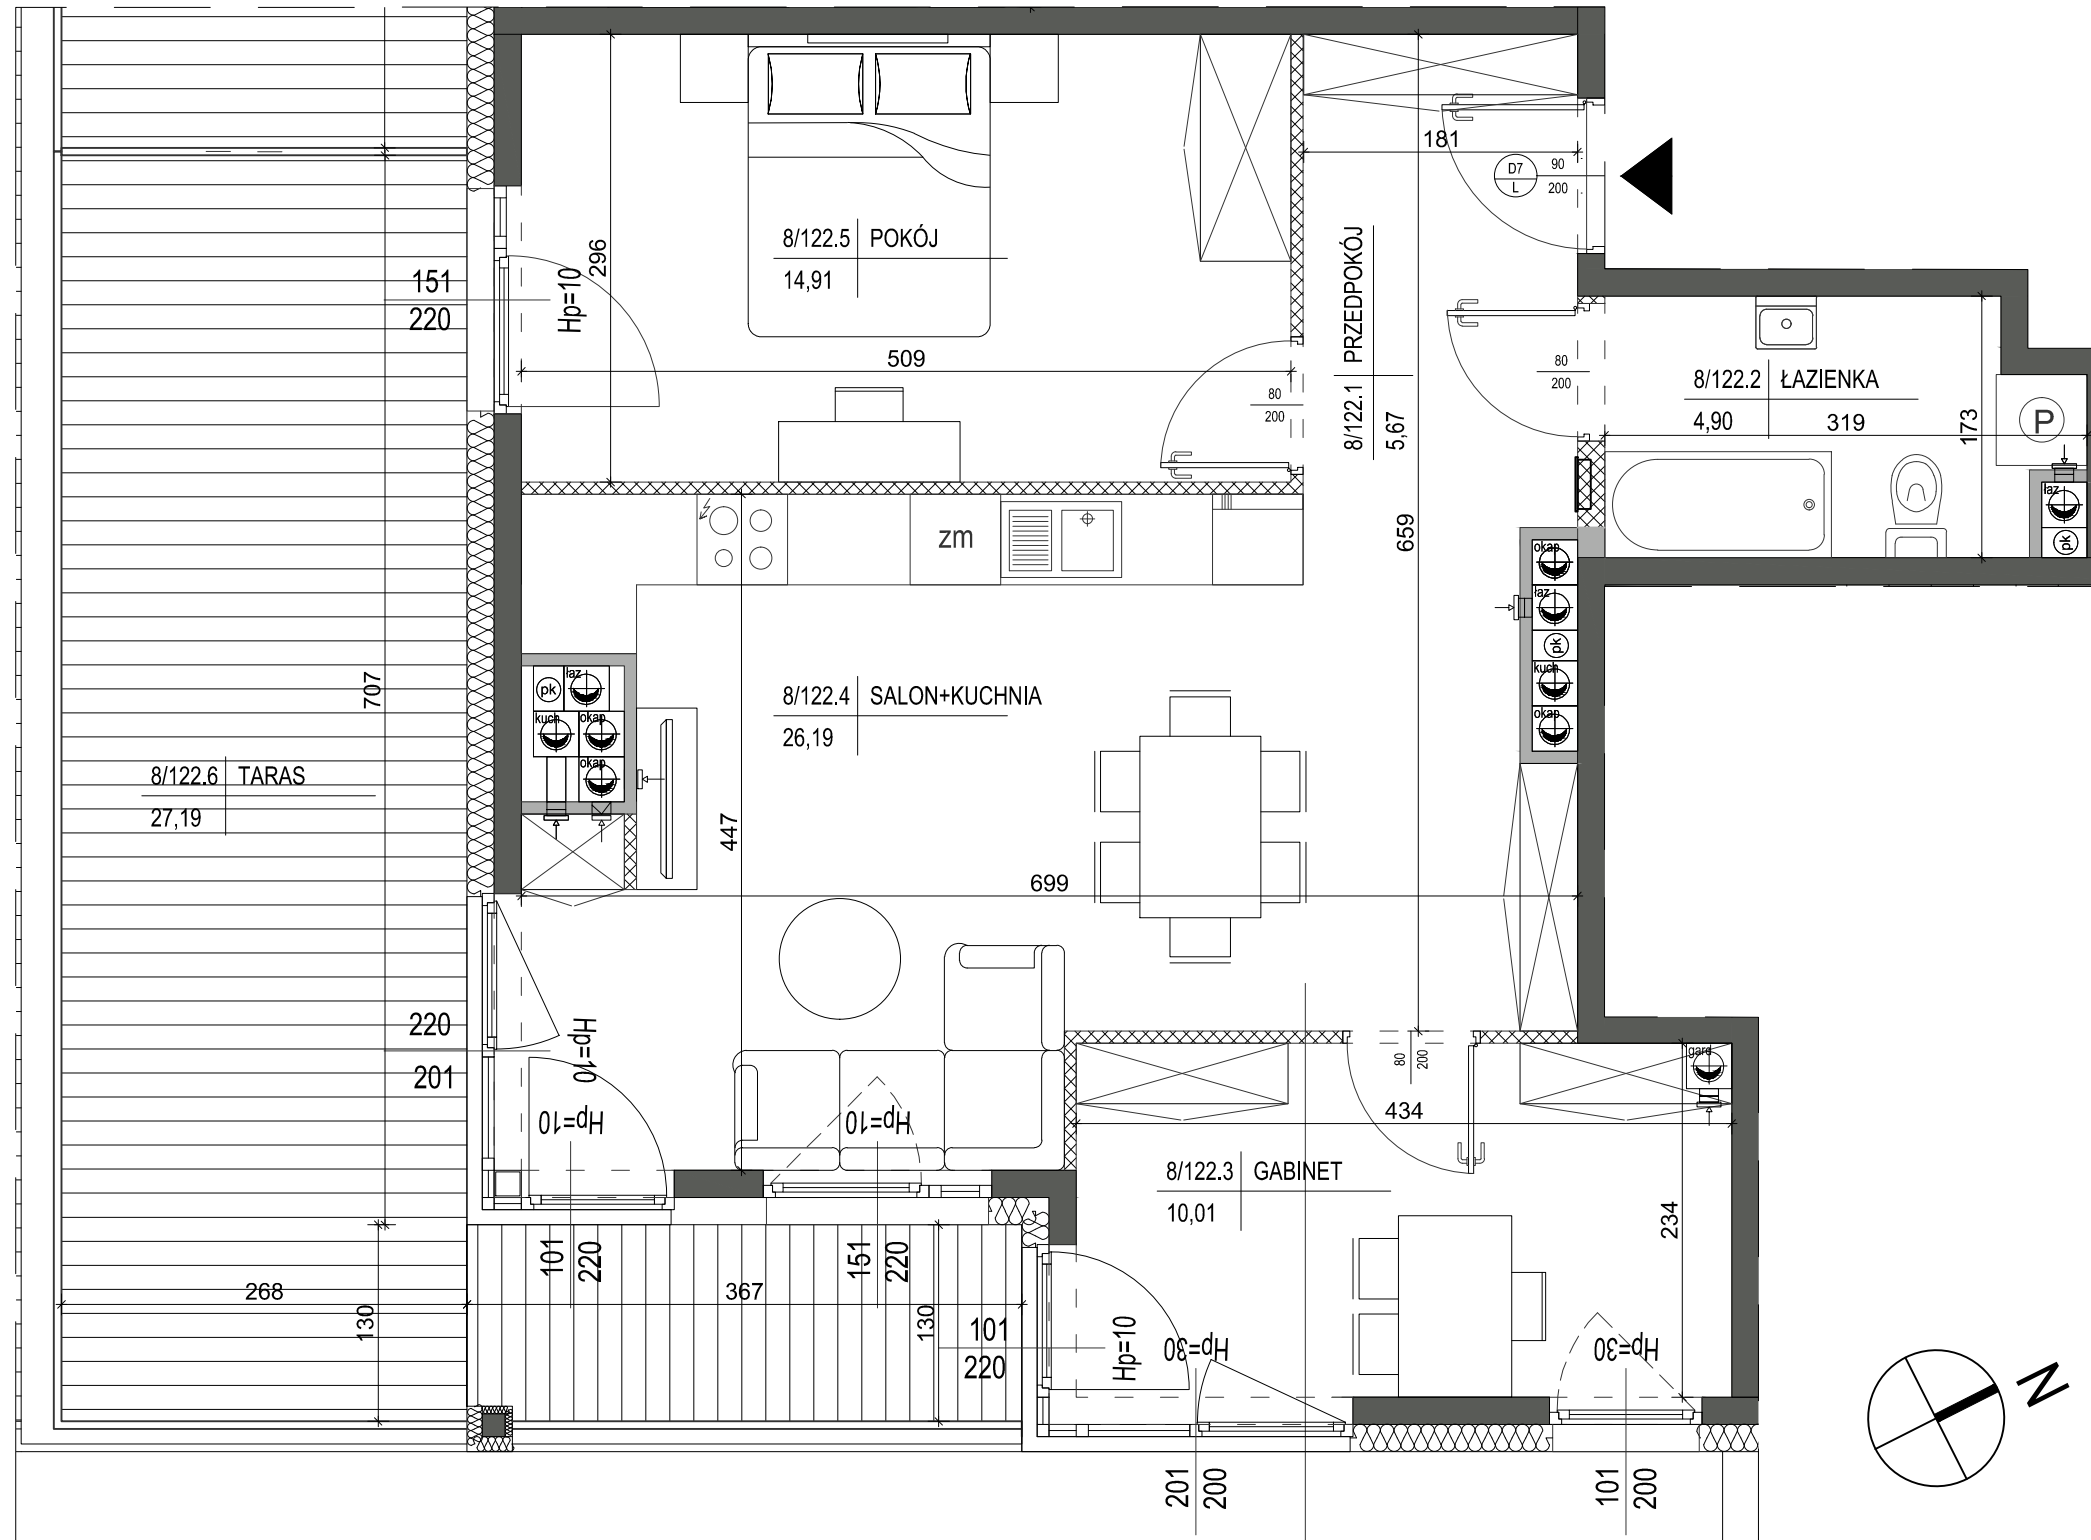 181
D7
L
90
200
296
8/122.5 POKÓJ
14,91
151
220
Hp=10
509
80
200
8/122.1 PRZEDPOKÓJ
5,67
80
200
8/122.2 ŁAZIENKA
4,90
319
173
P
łaz
pk
zm
659
okap
łaz
pk
kuch
okap
707
pk
łaz
kuch
okap
okap
8/122.4 SALON+KUCHNIA
26,19
8/122.6 TARAS
27,19
447
699
220
201
Hp=10
80
200
gard
434
Hp=10
Hp=10
8/122.3 GABINET
10,01
234
101
220
151
220
268
367
130
130
101
220
Hp=10
Hp=30
Hp=30
N
201
200
101
200